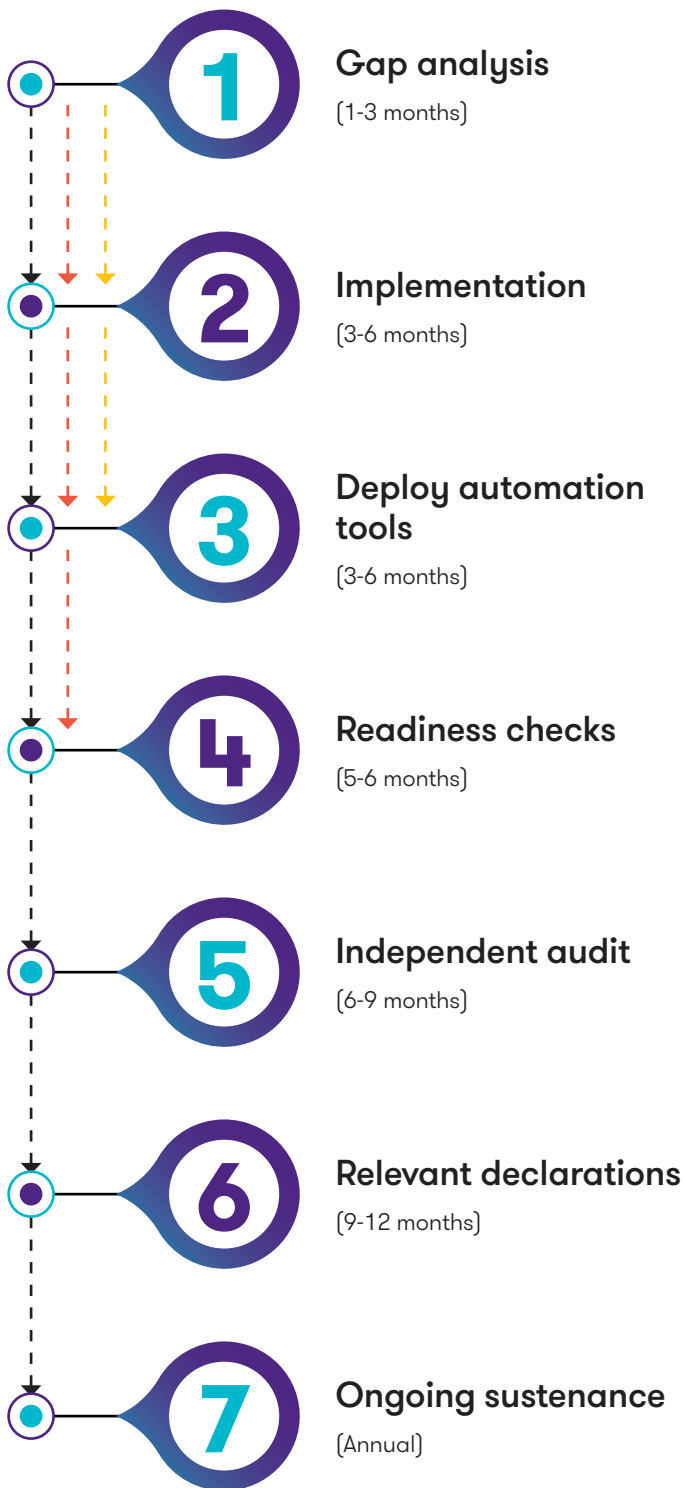 1
Gap analysis
(1-3 months)
2
Implementation
(3-6 months)
3
Deploy automation
tools
(3-6 months)
4
Readiness checks
(5-6 months)
5
Independent audit
(6-9 months)
6
Relevant declarations
(9-12 months)
7
Ongoing sustenance
(Annual)